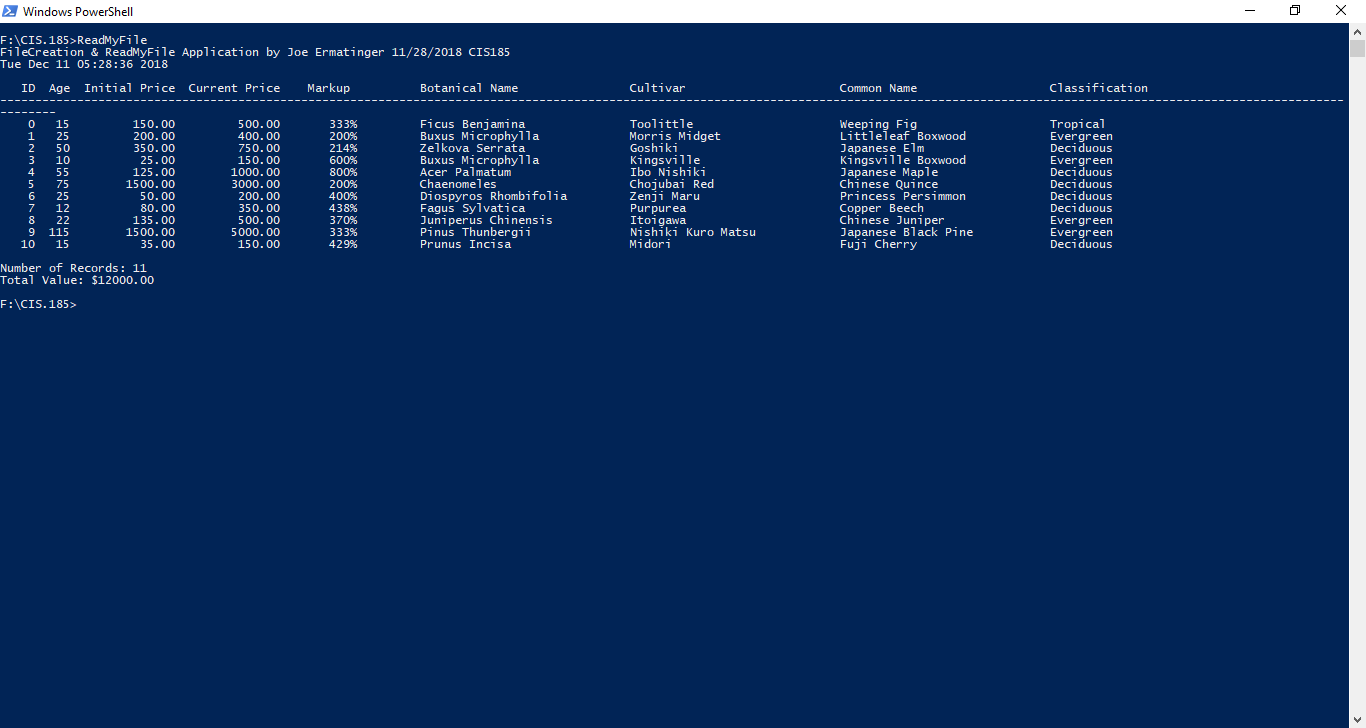 Windows PowerShell
F:\CIS.185>ReadMyFile
FileCreation & ReadMyFile Application by Joe Ermatinger 11/28/2018 CIS185
Tue Dec 11 05:28:36 2018
ID Age Initial Price Current Price Markup Botanical Name Cultivar Common Name Classification
--------------------------------------------------------------------------------------------------------------------------------------------------------------------------------------------------------
0 15 150.00 500.00 333% Ficus Benjamina Toolittle Weeping Fig Tropical
1 25 200.00 400.00 200% Buxus Microphylla Morris Midget Littleleaf Boxwood Evergreen
2 50 350.00 750.00 214% Zelkova Serrata Goshiki Japanese Elm Deciduous
3 10 25.00 150.00 600% Buxus Microphylla Kingsville Kingsville Boxwood Evergreen
4 55 125.00 1000.00 800% Acer Palmatum Ibo Nishiki Japanese Maple Deciduous
5 75 1500.00 3000.00 200% Chaenomeles Chojubai Red Chinese Quince Deciduous
6 25 50.00 200.00 400% Diospyros Rhombifolia Zenji Maru Princess Persimmon Deciduous
7 12 80.00 350.00 438% Fagus Sylvatica Purpurea Copper Beech Deciduous
8 22 135.00 500.00 370% Juniperus Chinensis Itoigawa Chinese Juniper Evergreen
9 115 1500.00 5000.00 333% Pinus Thunbergii Nishiki Kuro Matsu Japanese Black Pine Evergreen
10 15 35.00 150.00 429% Prunus Incisa Midori Fuji Cherry Deciduous
Number of Records: 11
Total Value: $12000.00
F:\CIS.185>